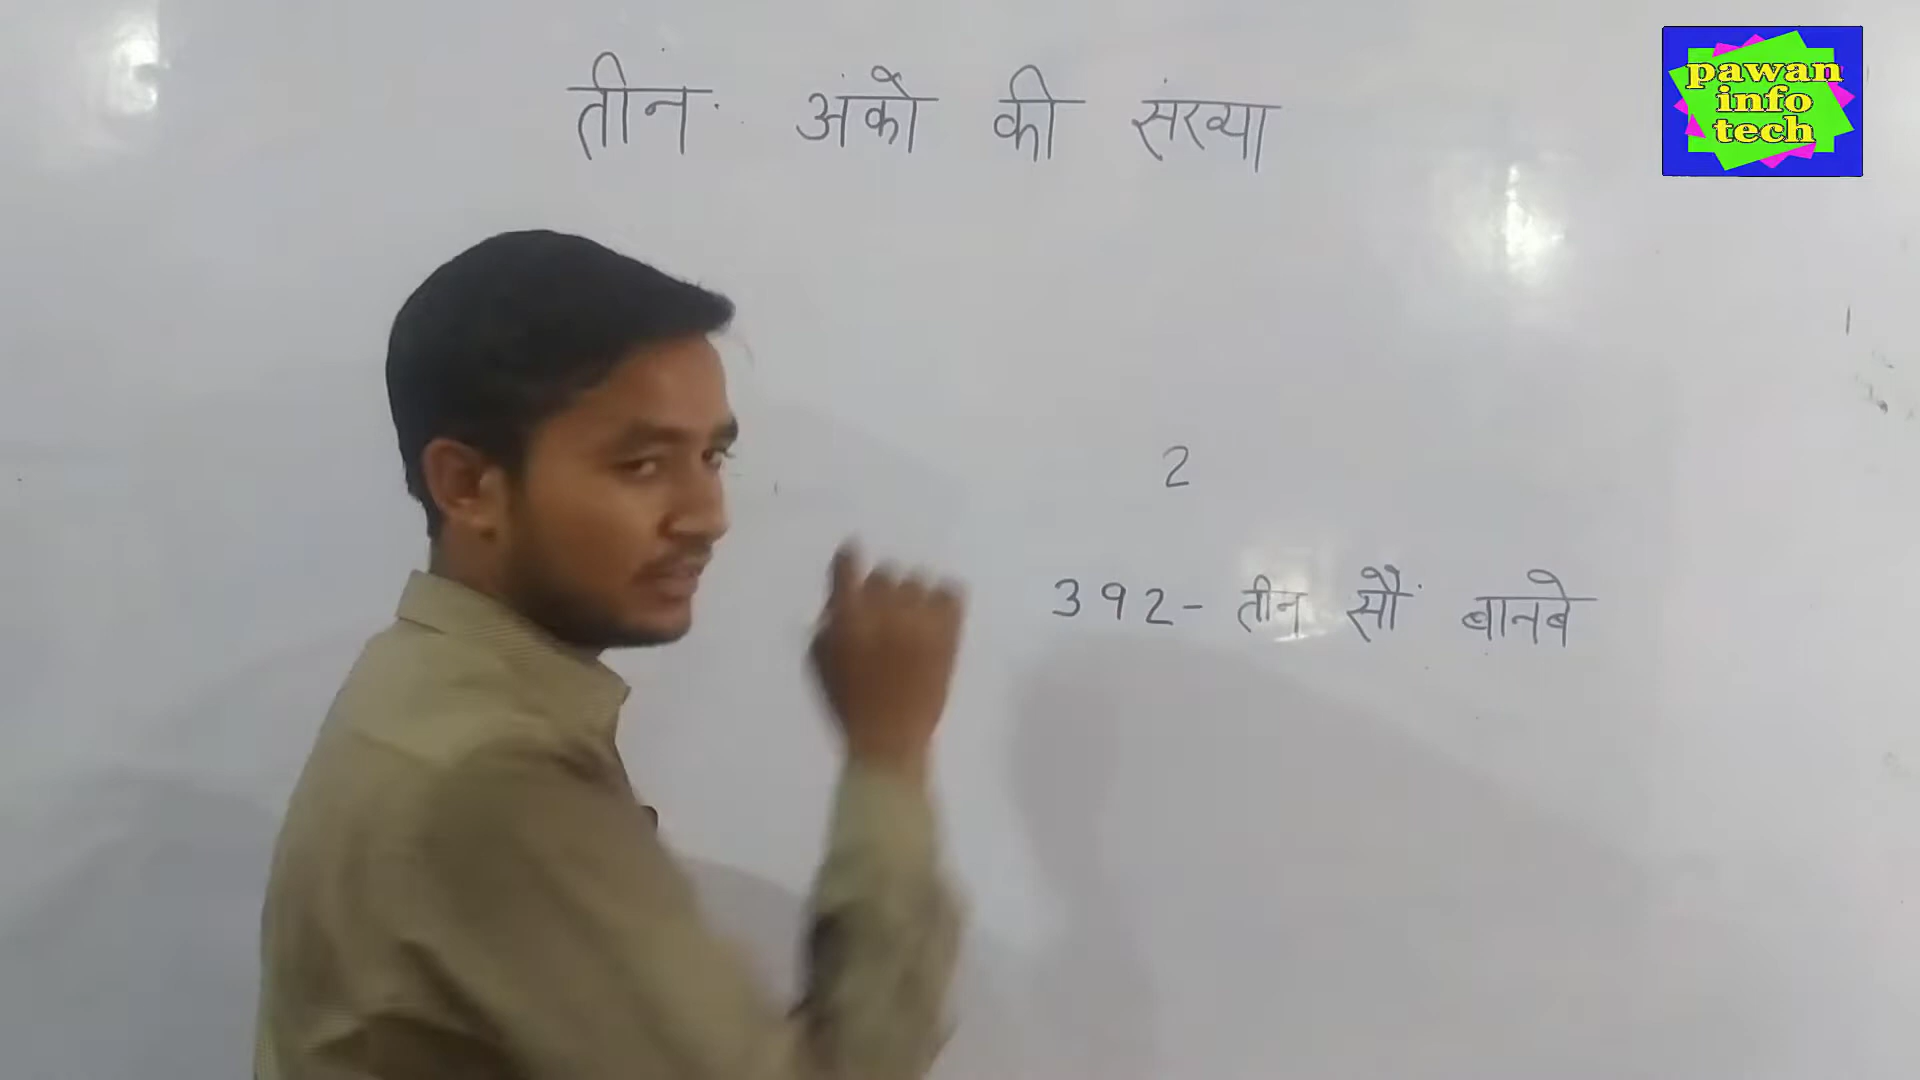 तीन अंको की संख्या
pawan
info
tech
2
392- तीन सौ बानबे